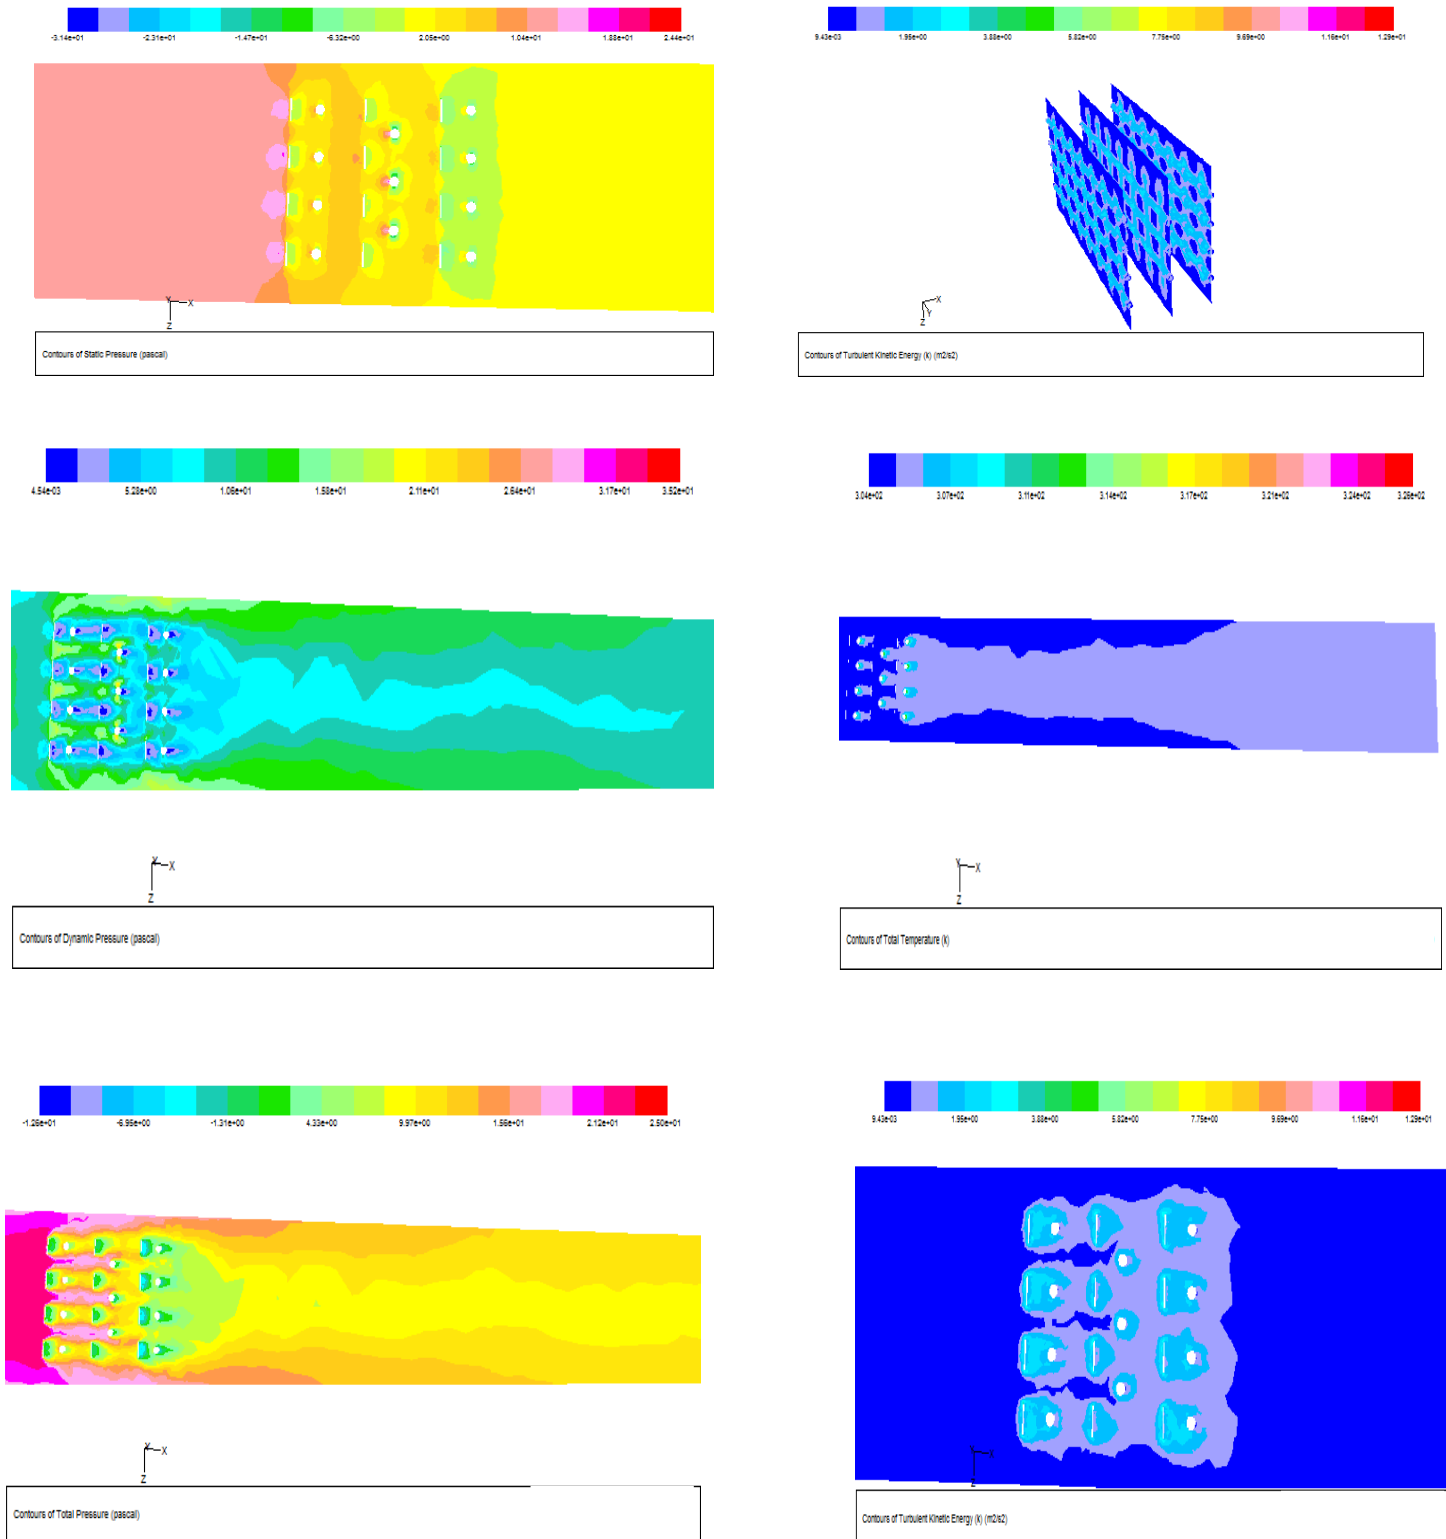 -3.14e+01 -2.31e+01 -1.47e+01 -6.32e+00 2.05e+00 1.04e+01 1.88e+01 2.44e+01
Y X
Z
Contours of Static Pressure (pascal)
9.43e-03 1.95e+00 3.88e+00 5.82e+00 7.75e+00 9.69e+00 1.16e+01 1.29e+01
X
Y
Z
Contours of Turbulent Kinetic Energy (k) (m2/s2)
4.54e-03 5.28e+00 1.06e+01 1.58e+01 2.11e+01 2.64e+01 3.17e+01 3.52e+01
Y X
Z
Contours of Dynamic Pressure (pascal)
3.04e+02 3.07e+02 3.11e+02 3.14e+02 3.17e+02 3.21e+02 3.24e+02 3.26e+02
Y X
Z
Contours of Total Temperature (k)
-1.26e+01 -6.95e+00 -1.31e+00 4.33e+00 9.97e+00 1.56e+01 2.12e+01 2.50e+01
Y X
Z
Contours of Total Pressure (pascal)
9.43e-03 1.95e+00 3.88e+00 5.82e+00 7.75e+00 9.69e+00 1.16e+01 1.29e+01
Y X
Z
Contours of Turbulent Kinetic Energy (k) (m2/s2)